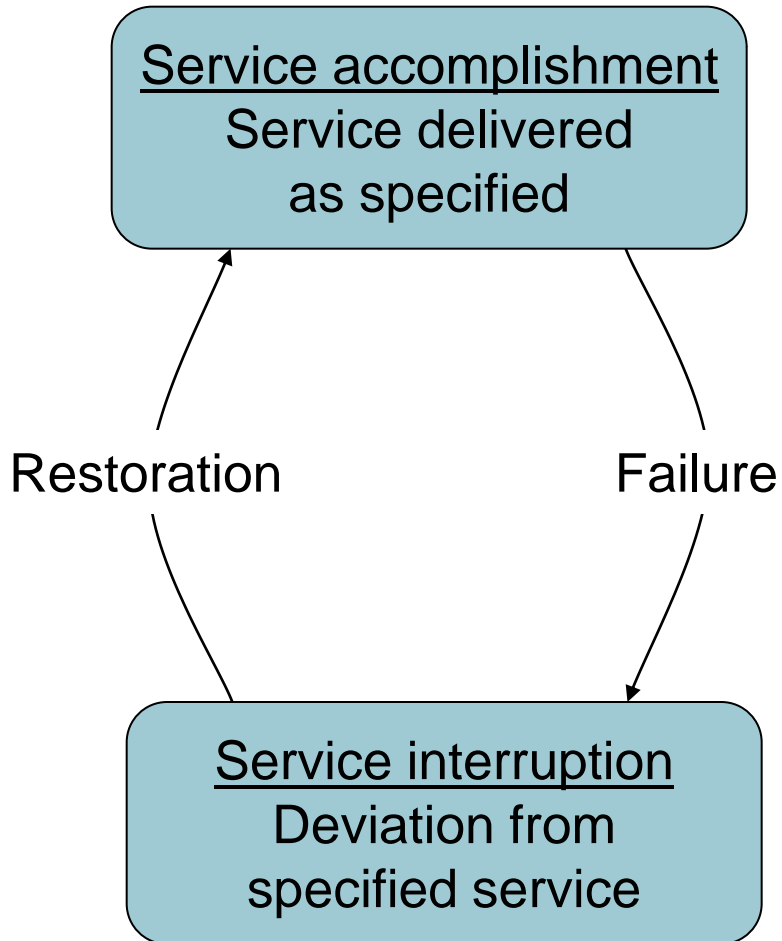 Service accomplishment
Service delivered
as specified
Restoration
Failure
Service interruption
Deviation from
specified service